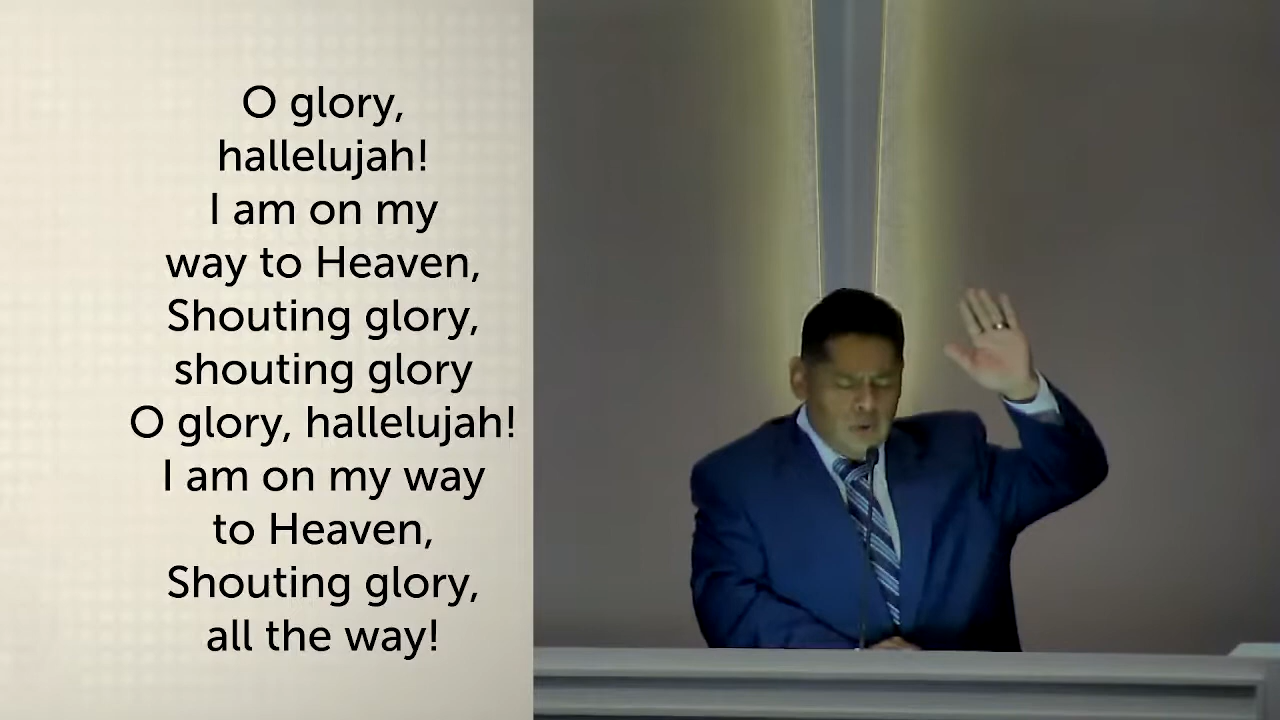 O glory,
hallelujah!
I am on my
way to Heaven,
Shouting glory,
shouting glory
O glory, hallelujah!
I am on my way
to Heaven,
Shouting glory,
all the way!